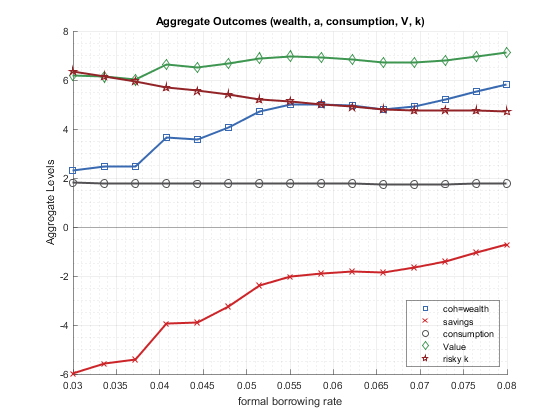 Aggregate Outcomes (wealth, a, consumption, V, k)
8
6
4
2
0
-2
-4
-6
Aggregate Levels
0.03 0.035 0.04 0.045 0.05 0.055 0.06 0.065 0.07 0.075 0.08
formal borrowing rate
coh=wealth
savings
consumption
Value
risky k